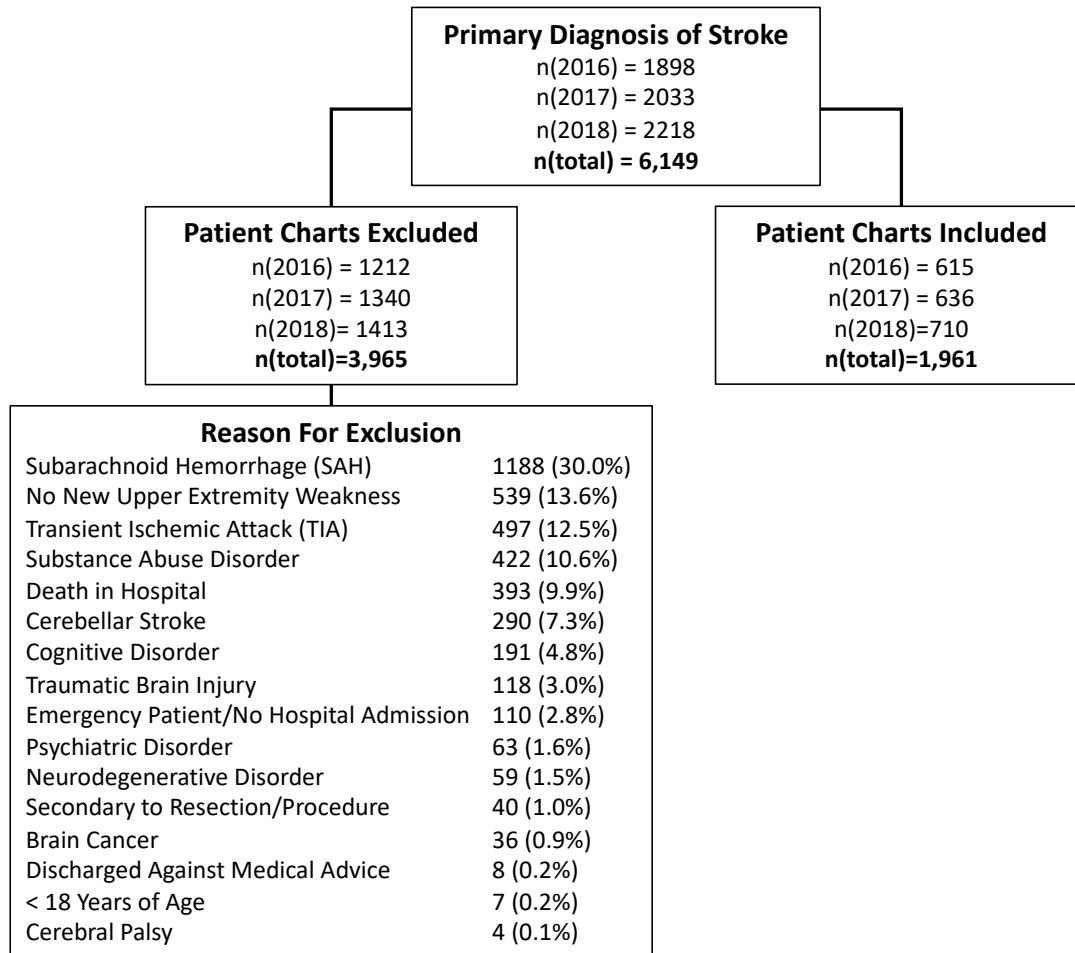 Primary Diagnosis of Stroke
n(2016) = 1898
n(2017) = 2033
n(2018) = 2218
n(total) = 6,149
Patient Charts Excluded
n(2016) = 1212
n(2017) = 1340
n(2018)= 1413
n(total)=3,965
Patient Charts Included
n(2016) = 615
n(2017) = 636
n(2018)=710
n(total)=1,961
Reason For Exclusion
Subarachnoid Hemorrhage (SAH) 1188 (30.0%)
No New Upper Extremity Weakness 539 (13.6%)
Transient Ischemic Attack (TIA) 497 (12.5%)
Substance Abuse Disorder 422 (10.6%)
Death in Hospital 393 (9.9%)
Cerebellar Stroke 290 (7.3%)
Cognitive Disorder 191 (4.8%)
Traumatic Brain Injury 118 (3.0%)
Emergency Patient/No Hospital Admission 110 (2.8%)
Psychiatric Disorder 63 (1.6%)
Neurodegenerative Disorder 59 (1.5%)
Secondary to Resection/Procedure 40 (1.0%)
Brain Cancer 36 (0.9%)
Discharged Against Medical Advice 8 (0.2%)
< 18 Years of Age 7 (0.2%)
Cerebral Palsy 4 (0.1%)